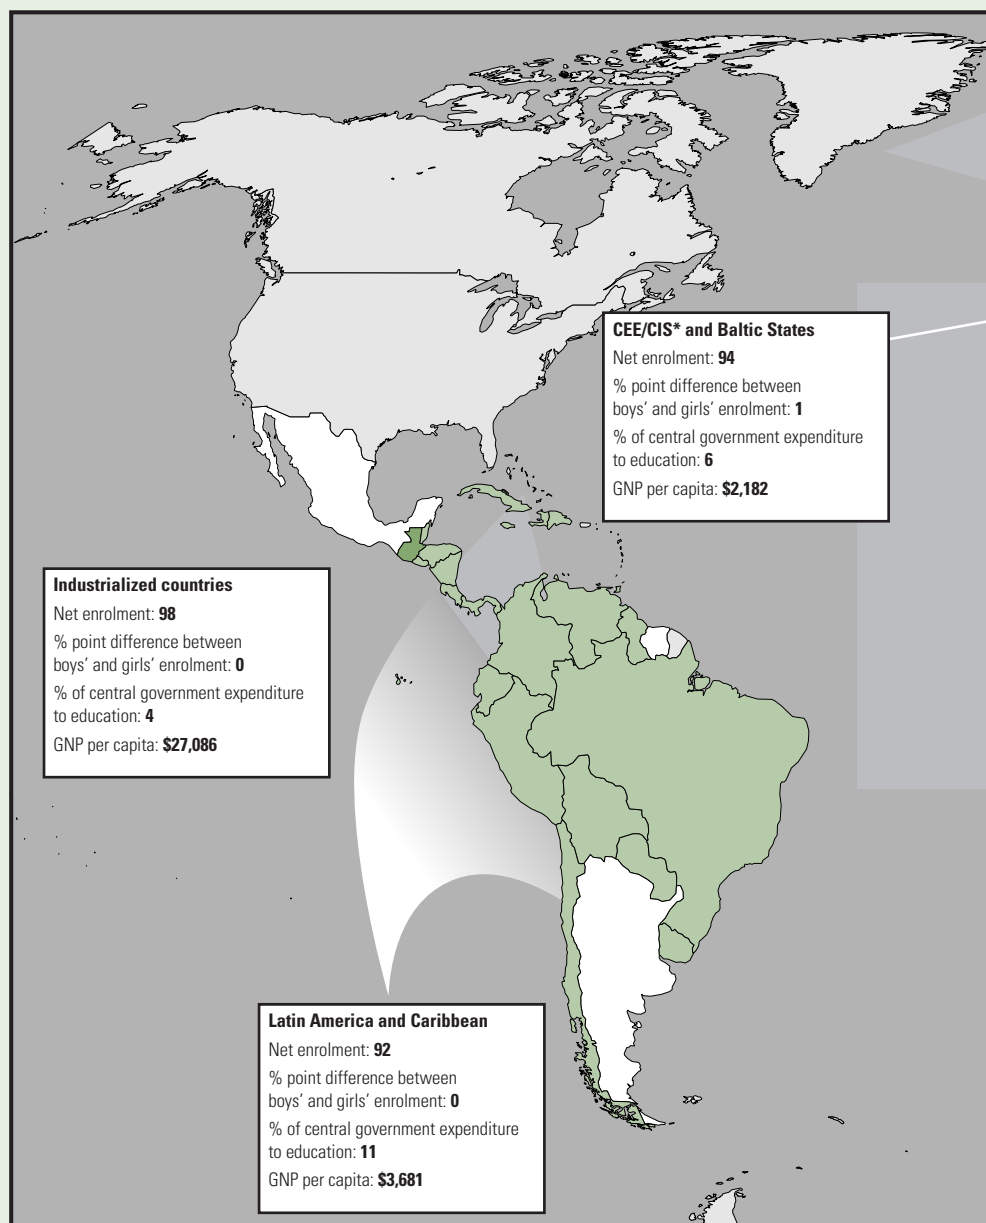 CEE/CIS* and Baltic States
Net enrolment: 94
% point difference between
boys’ and girls’ enrolment: 1
% of central government expenditure
to education: 6
GNP per capita: $2,182
Industrialized countries
Net enrolment: 98
% point difference between
boys’ and girls’ enrolment: 0
% of central government expenditure
to education: 4
GNP per capita: $27,086
Latin America and Caribbean
Net enrolment: 92
% point difference between
boys’ and girls’ enrolment: 0
% of central government expenditure
to education: 11
GNP per capita: $3,681